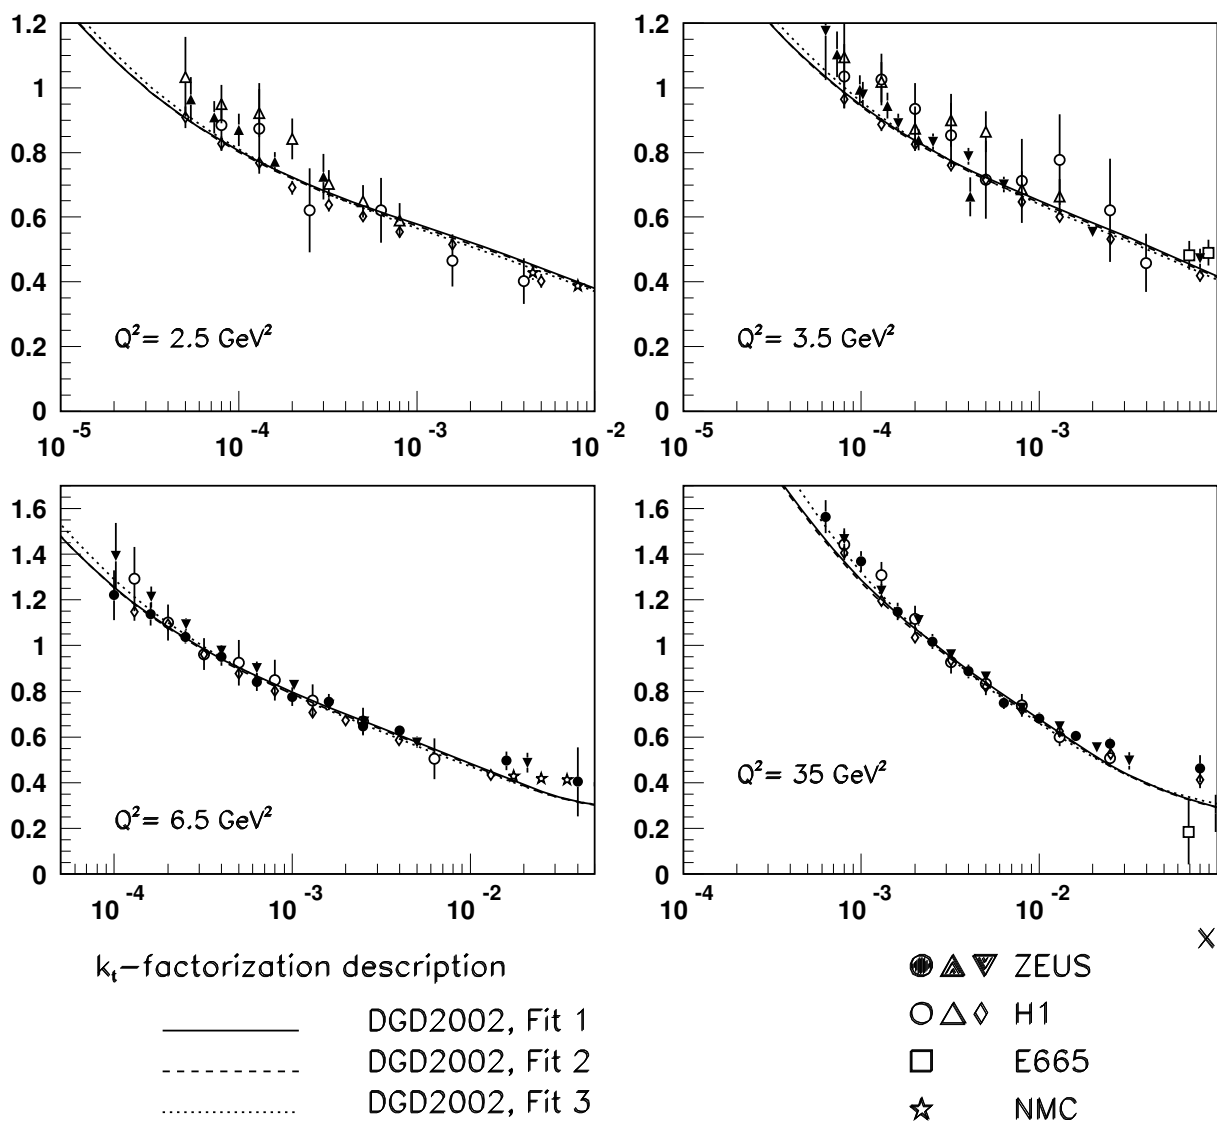 1.2
1
0.8
0.6
0.4
0.2
0
10^-5 10^-4 10^-3 10^-2
Q²= 2.5 GeV²
1.2
1
0.8
0.6
0.4
0.2
0
10^-5 10^-4 10^-3
Q²= 3.5 GeV²
1.6
1.4
1.2
1
0.8
0.6
0.4
0.2
0
10^-4 10^-3 10^-2
Q²= 6.5 GeV²
1.6
1.4
1.2
1
0.8
0.6
0.4
0.2
0
10^-4 10^-3 10^-2
Q²= 35 GeV²
x
k_t-factorization description
DGD2002, Fit 1
DGD2002, Fit 2
DGD2002, Fit 3
ZEUS
H1
E665
NMC